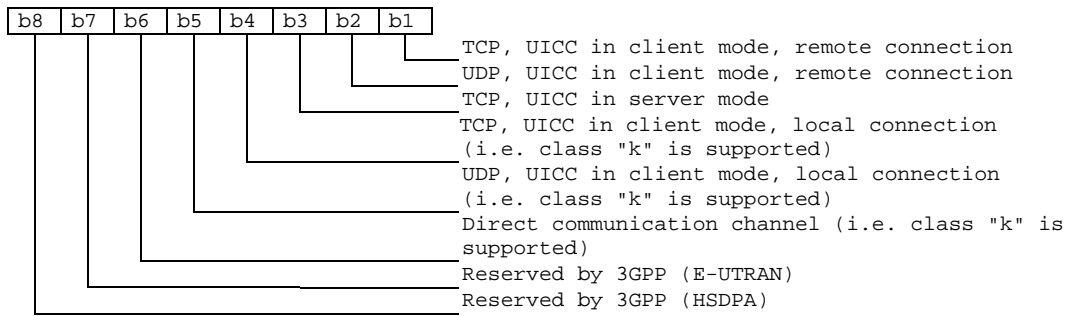 b8 b7 b6 b5 b4 b3 b2 b1
TCP, UICC in client mode, remote connection
UDP, UICC in client mode, remote connection
TCP, UICC in server mode
TCP, UICC in client mode, local connection
(i.e. class "k" is supported)
UDP, UICC in client mode, local connection
(i.e. class "k" is supported)
Direct communication channel (i.e. class "k" is
supported)
Reserved by 3GPP (E-UTRAN)
Reserved by 3GPP (HSDPA)